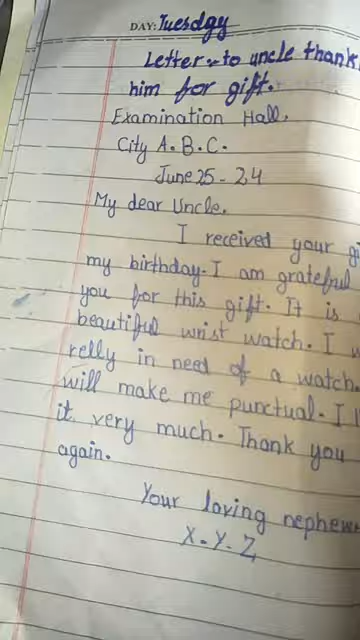 DAY: Tuesdgy
Letter to uncle thank
him for gift.
Examination Hall.
City A.B.C.
June 25-24
My dear Uncle.
I received your gi
my birthday. I am grateful
you for this gift. It is
beautiful wrist watch. I w
relly in need of a watch.
will make me punctual. I l
it very much. Thank you
again.
Your loving nephew
X.Y.Z